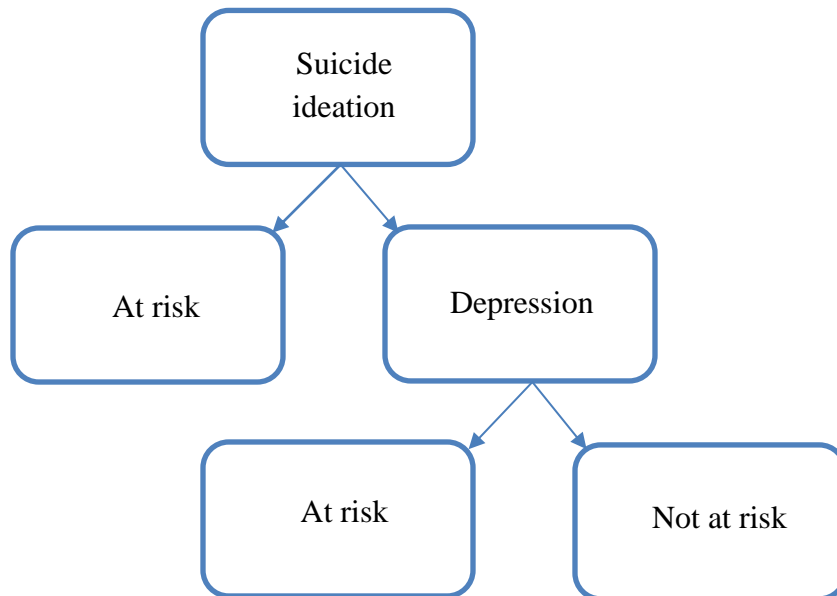 Suicide
ideation
At risk
Depression
At risk
Not at risk